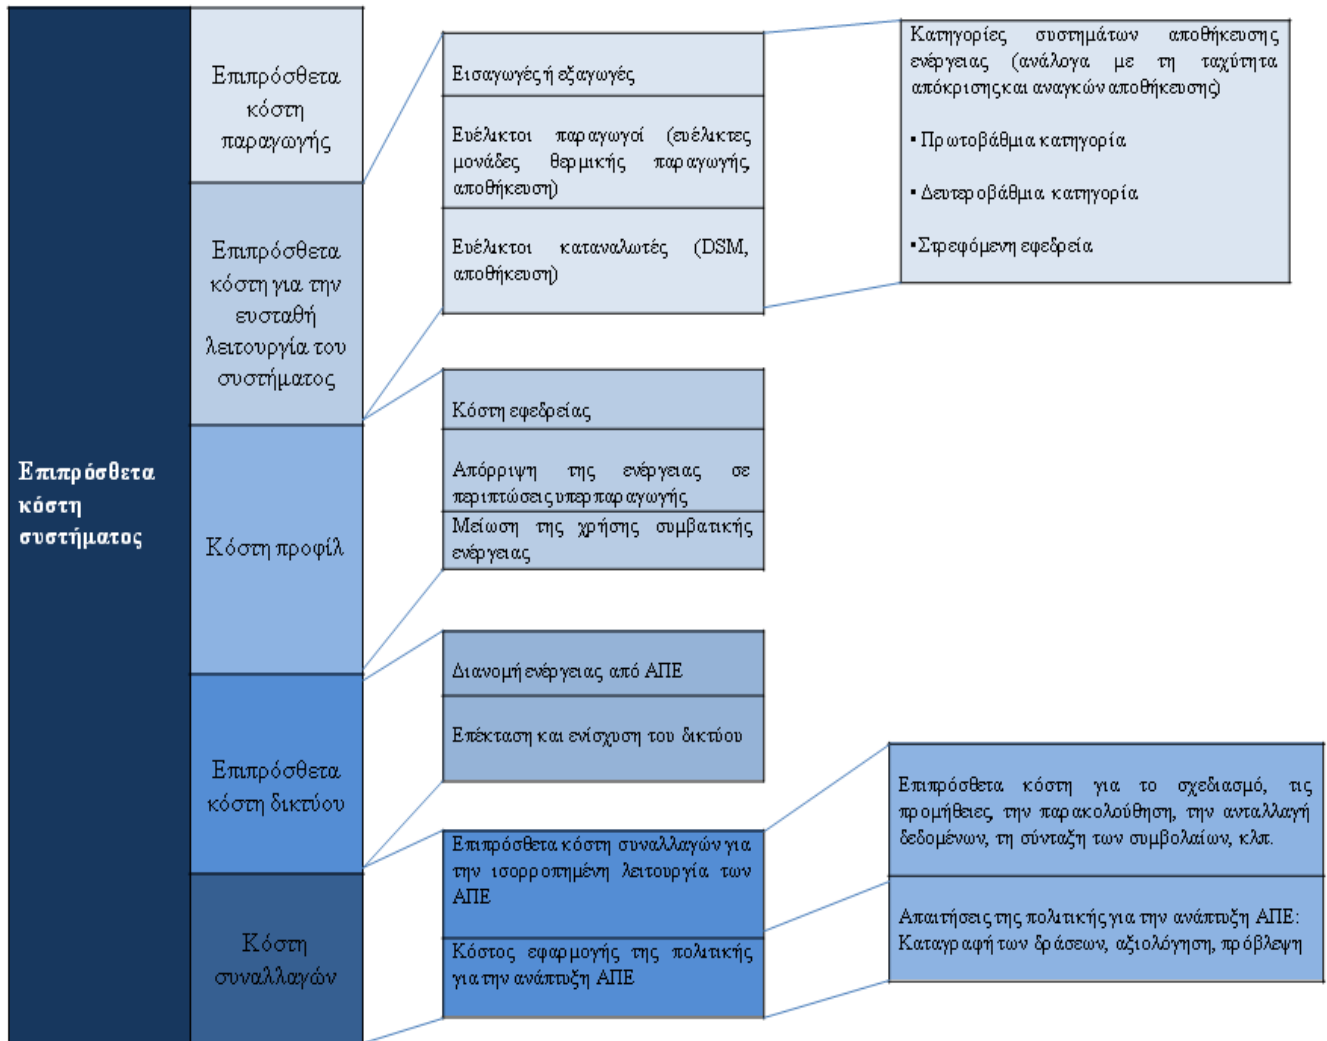 Επιπρόσθετα
κόστη
συστήματος
Επιπρόσθετα
κόστη
παραγωγής
Επιπρόσθετα
κόστη για την
ευσταθή
λειτουργία του
συστήματος
Κόστη προφίλ
Επιπρόσθετα
κόστη δικτύου
Κόστη
συναλλαγών
Εισαγωγές ή εξαγωγές
Ευέλικτοι παραγωγοί (ευέλικτες
μονάδες θερμικής παραγωγής,
αποθήκευση)
Ευέλικτοι καταναλωτές (DSM,
αποθήκευση)
Κόστη εφεδρείας
Απόρριψη της ενέργειας σε
περιπτώσεις υπερπαραγωγής
Μείωση της χρήσης συμβατικής
ενέργειας
Διανομή ενέργειας από ΑΠΕ
Επέκταση και ενίσχυση του δικτύου
Επιπρόσθετα κόστη συναλλαγών για
την ισορροπημένη λειτουργία των
ΑΠΕ
Κόστος εφαρμογής της πολιτικής
για την ανάπτυξη ΑΠΕ
Κατηγορίες συστημάτων αποθήκευσης
ενέργειας (ανάλογα με τη ταχύτητα
απόκρισης και αναγκών αποθήκευσης)
▪ Πρωτοβάθμια κατηγορία
▪ Δευτεροβάθμια κατηγορία
▪ Στρεφόμενη εφεδρεία
Επιπρόσθετα κόστη για το σχεδιασμό, τις
προμήθειες, την παρακολούθηση, την ανταλλαγή
δεδομένων, τη σύνταξη των συμβολαίων, κλπ.
Απαιτήσεις της πολιτικής για την ανάπτυξη ΑΠΕ:
Καταγραφή των δράσεων, αξιολόγηση, πρόβλεψη